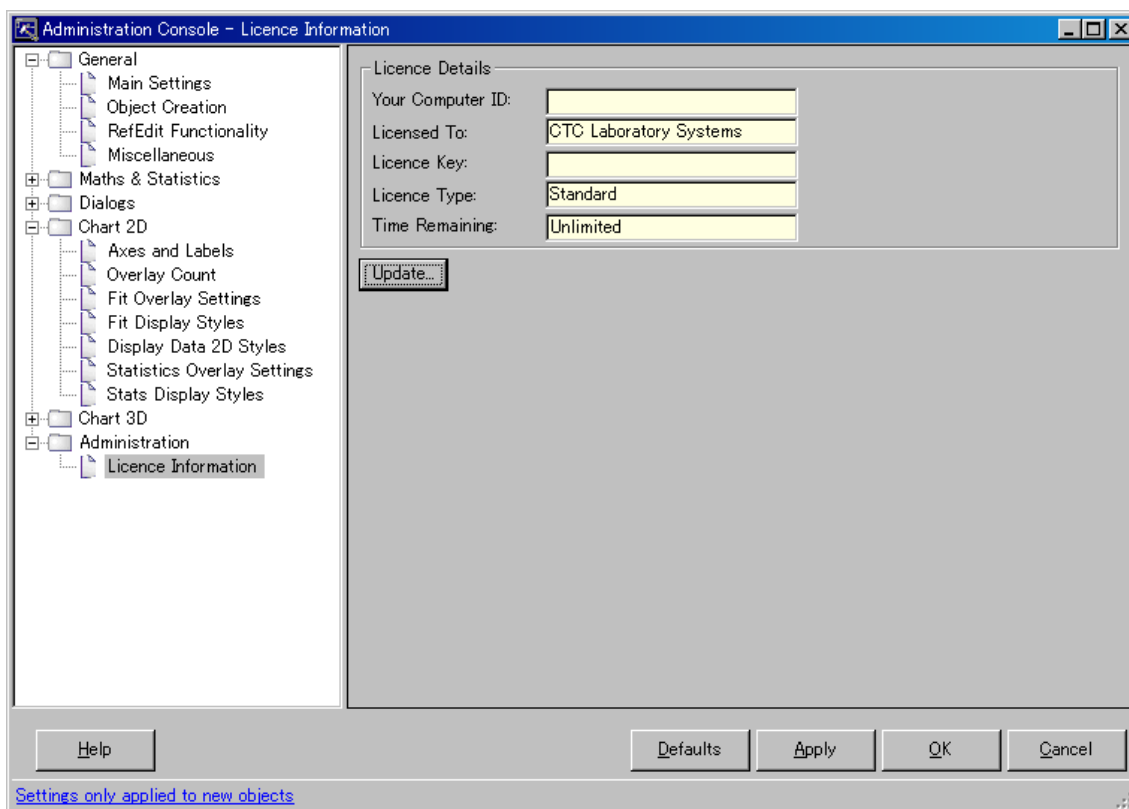 Administration Console - Licence Information
General
Main Settings
Object Creation
RefEdit Functionality
Miscellaneous
Maths & Statistics
Dialogs
Chart 2D
Axes and Labels
Overlay Count
Fit Overlay Settings
Fit Display Styles
Display Data 2D Styles
Statistics Overlay Settings
Stats Display Styles
Chart 3D
Administration
Licence Information
Licence Details
Your Computer ID:
Licensed To: CTC Laboratory Systems
Licence Key:
Licence Type: Standard
Time Remaining: Unlimited
Update...
Help Defaults Apply OK Cancel
Settings only applied to new objects